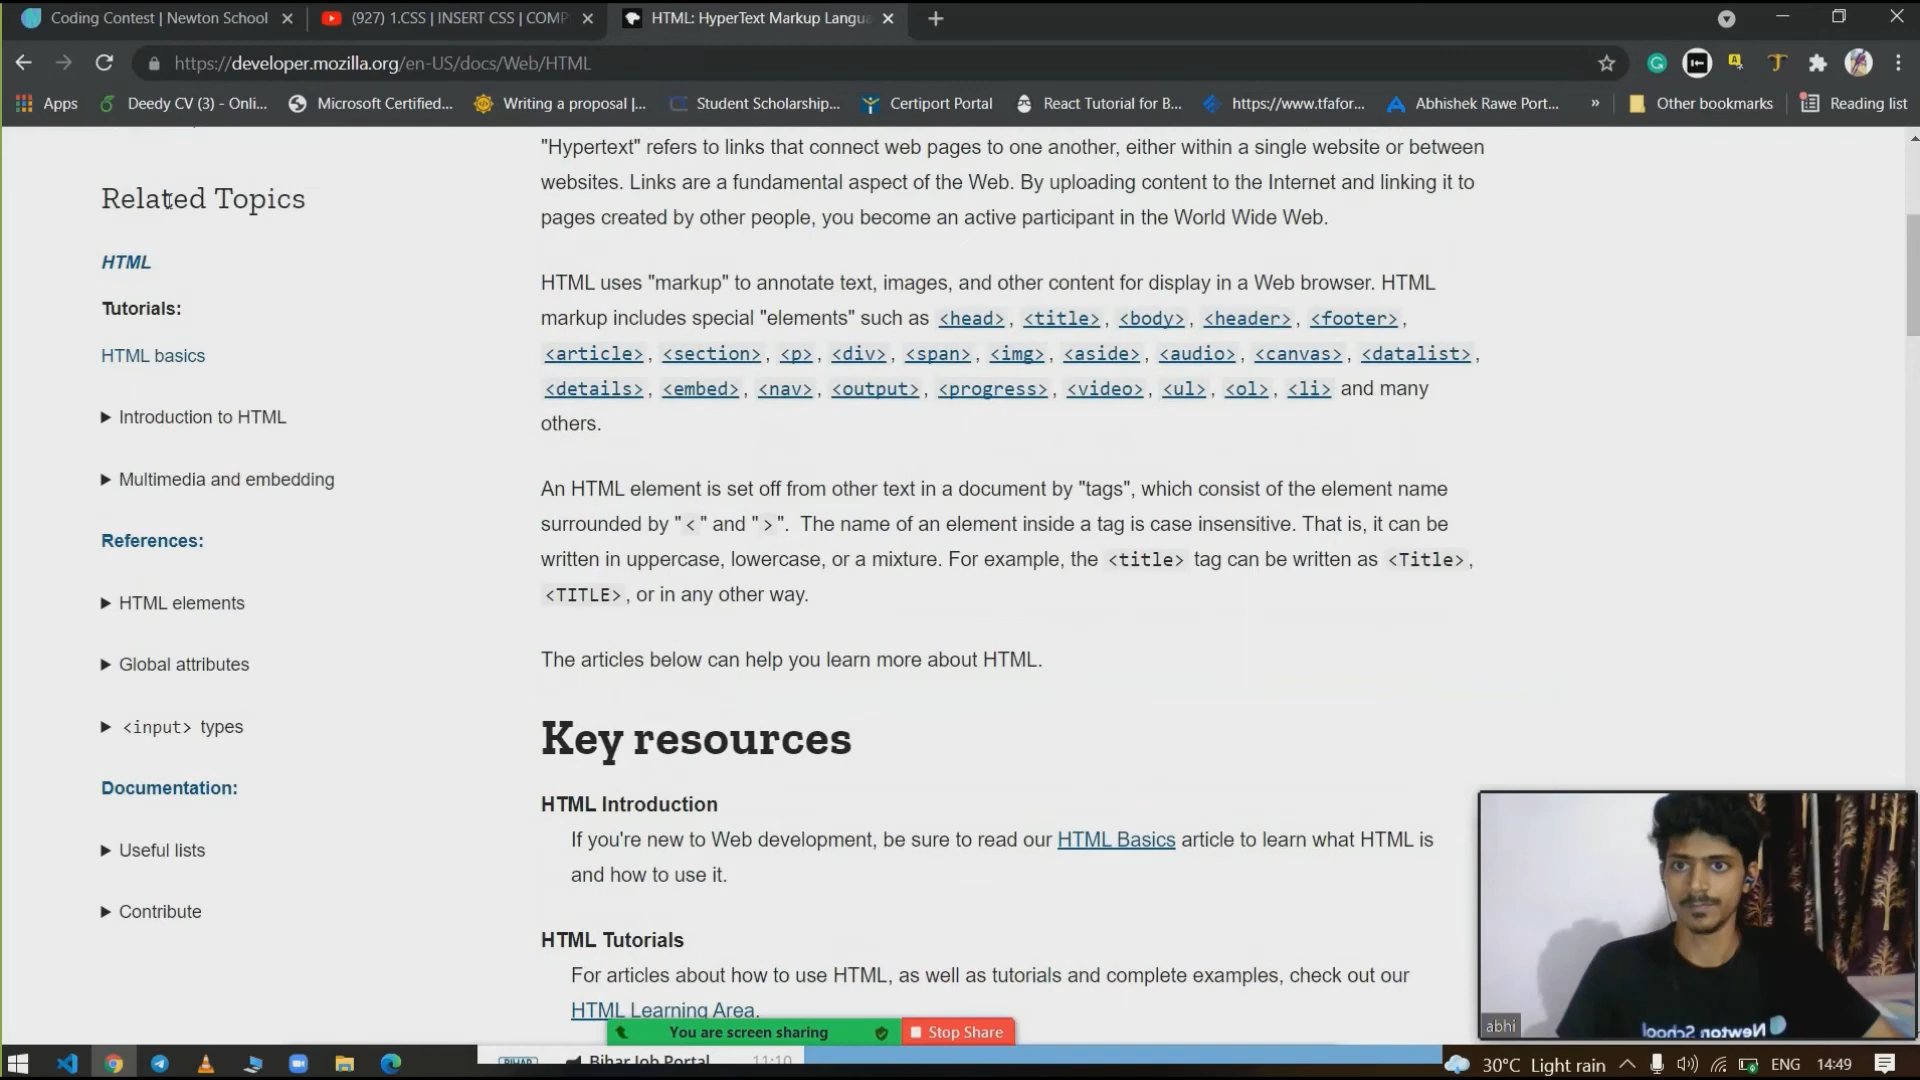 Coding Contest | Newton School
(927) 1.CSS | INSERT CSS | COMP
HTML: HyperText Markup Langu
https://developer.mozilla.org/en-US/docs/Web/HTML
Apps
Deedy CV (3) - Onli...
Microsoft Certified...
Writing a proposal |...
Student Scholarship...
Certiport Portal
React Tutorial for B...
https://www.tfafor...
Abhishek Rawe Port...
»
Other bookmarks
Reading list
Related Topics
HTML
Tutorials:
HTML basics
Introduction to HTML
Multimedia and embedding
References:
HTML elements
Global attributes
<input> types
Documentation:
Useful lists
Contribute
"Hypertext" refers to links that connect web pages to one another, either within a single website or between
websites. Links are a fundamental aspect of the Web. By uploading content to the Internet and linking it to
pages created by other people, you become an active participant in the World Wide Web.
HTML uses "markup" to annotate text, images, and other content for display in a Web browser. HTML
markup includes special "elements" such as <head>, <title>, <body>, <header>, <footer>,
<article>, <section>, <p>, <div>, <span>, <img>, <aside>, <audio>, <canvas>, <datalist>,
<details>, <embed>, <nav>, <output>, <progress>, <video>, <ul>, <ol>, <li> and many
others.
An HTML element is set off from other text in a document by "tags", which consist of the element name
surrounded by "<" and ">". The name of an element inside a tag is case insensitive. That is, it can be
written in uppercase, lowercase, or a mixture. For example, the <title> tag can be written as <Title>,
<TITLE>, or in any other way.
The articles below can help you learn more about HTML.
Key resources
HTML Introduction
If you're new to Web development, be sure to read our HTML Basics article to learn what HTML is
and how to use it.
HTML Tutorials
For articles about how to use HTML, as well as tutorials and complete examples, check out our
HTML Learning Area.
abhi
Newton School
You are screen sharing
Stop Share
BIHAR
Bihar Job Portal
11:10
30°C Light rain
ENG
14:49